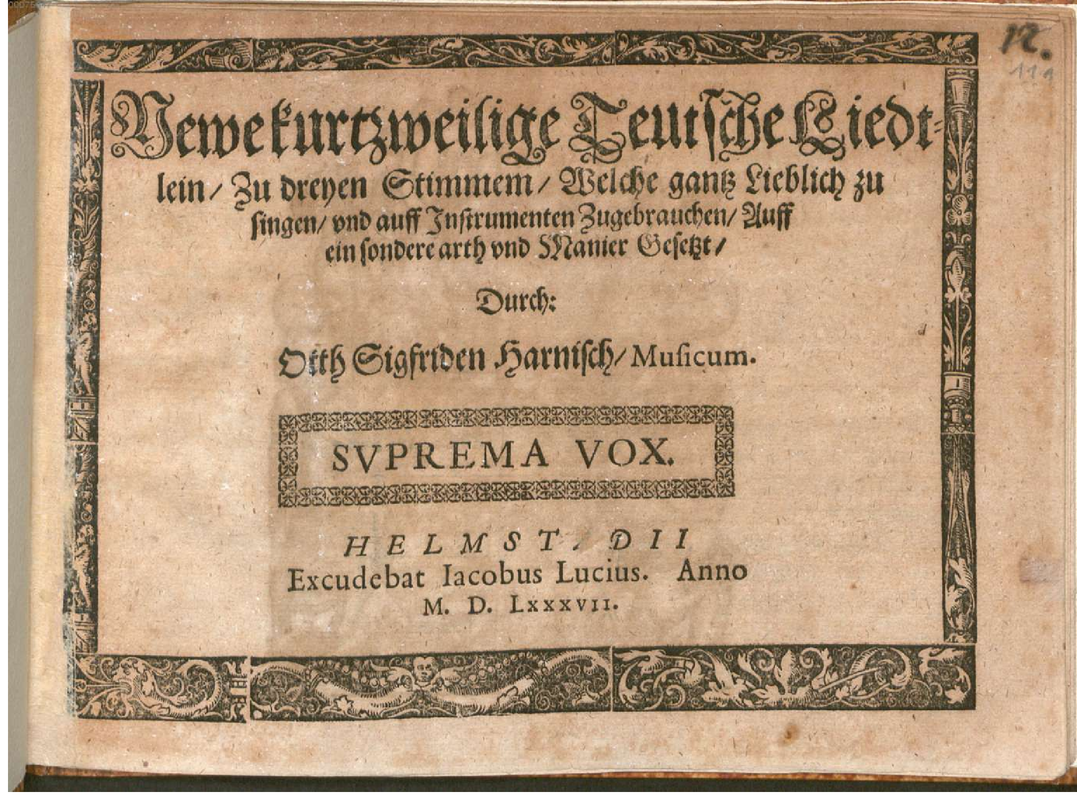 12.
111
Newe kurtzweilige Teutsche Liedt-
lein / Zu dreyen Stimmem / Welche gantz Lieblich zu
singen / vnd auff Instrumenten Zugebrauchen / Auff
ein sondere arth vnd Manier Gesetzt /
Durch:
Otth Sigfriden Harnisch / Musicum.
SVPREMA VOX.
HELMST DII
Excudebat Iacobus Lucius. Anno
M. D. LXXXVII.